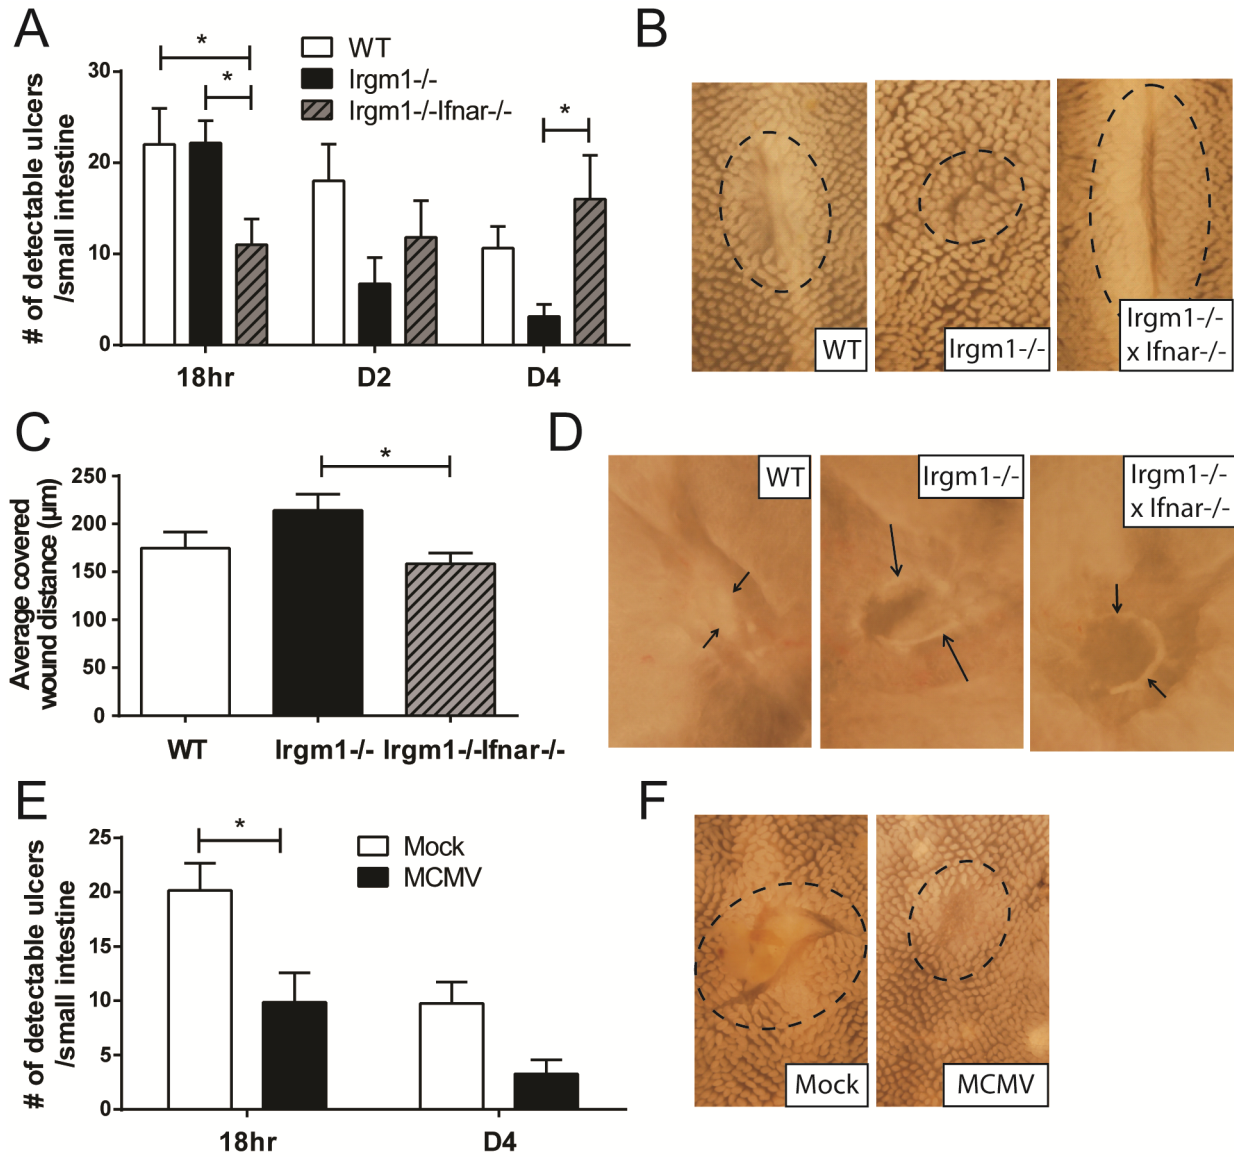 A
# of detectable ulcers
/small intestine
30
20
10
0
*
*
*
WT
Irgm1-/-
Irgm1-/-Ifnar-/-
18hr
D2
D4
B
WT
Irgm1-/-
Irgm1-/-
x Ifnar-/-
C
Average covered
wound distance (µm)
250
200
150
100
50
0
*
WT
Irgm1-/-
Irgm1-/-Ifnar-/-
D
WT
Irgm1-/-
Irgm1-/-
x Ifnar-/-
E
# of detectable ulcers
/small intestine
25
20
15
10
5
0
*
Mock
MCMV
18hr
D4
F
Mock
MCMV